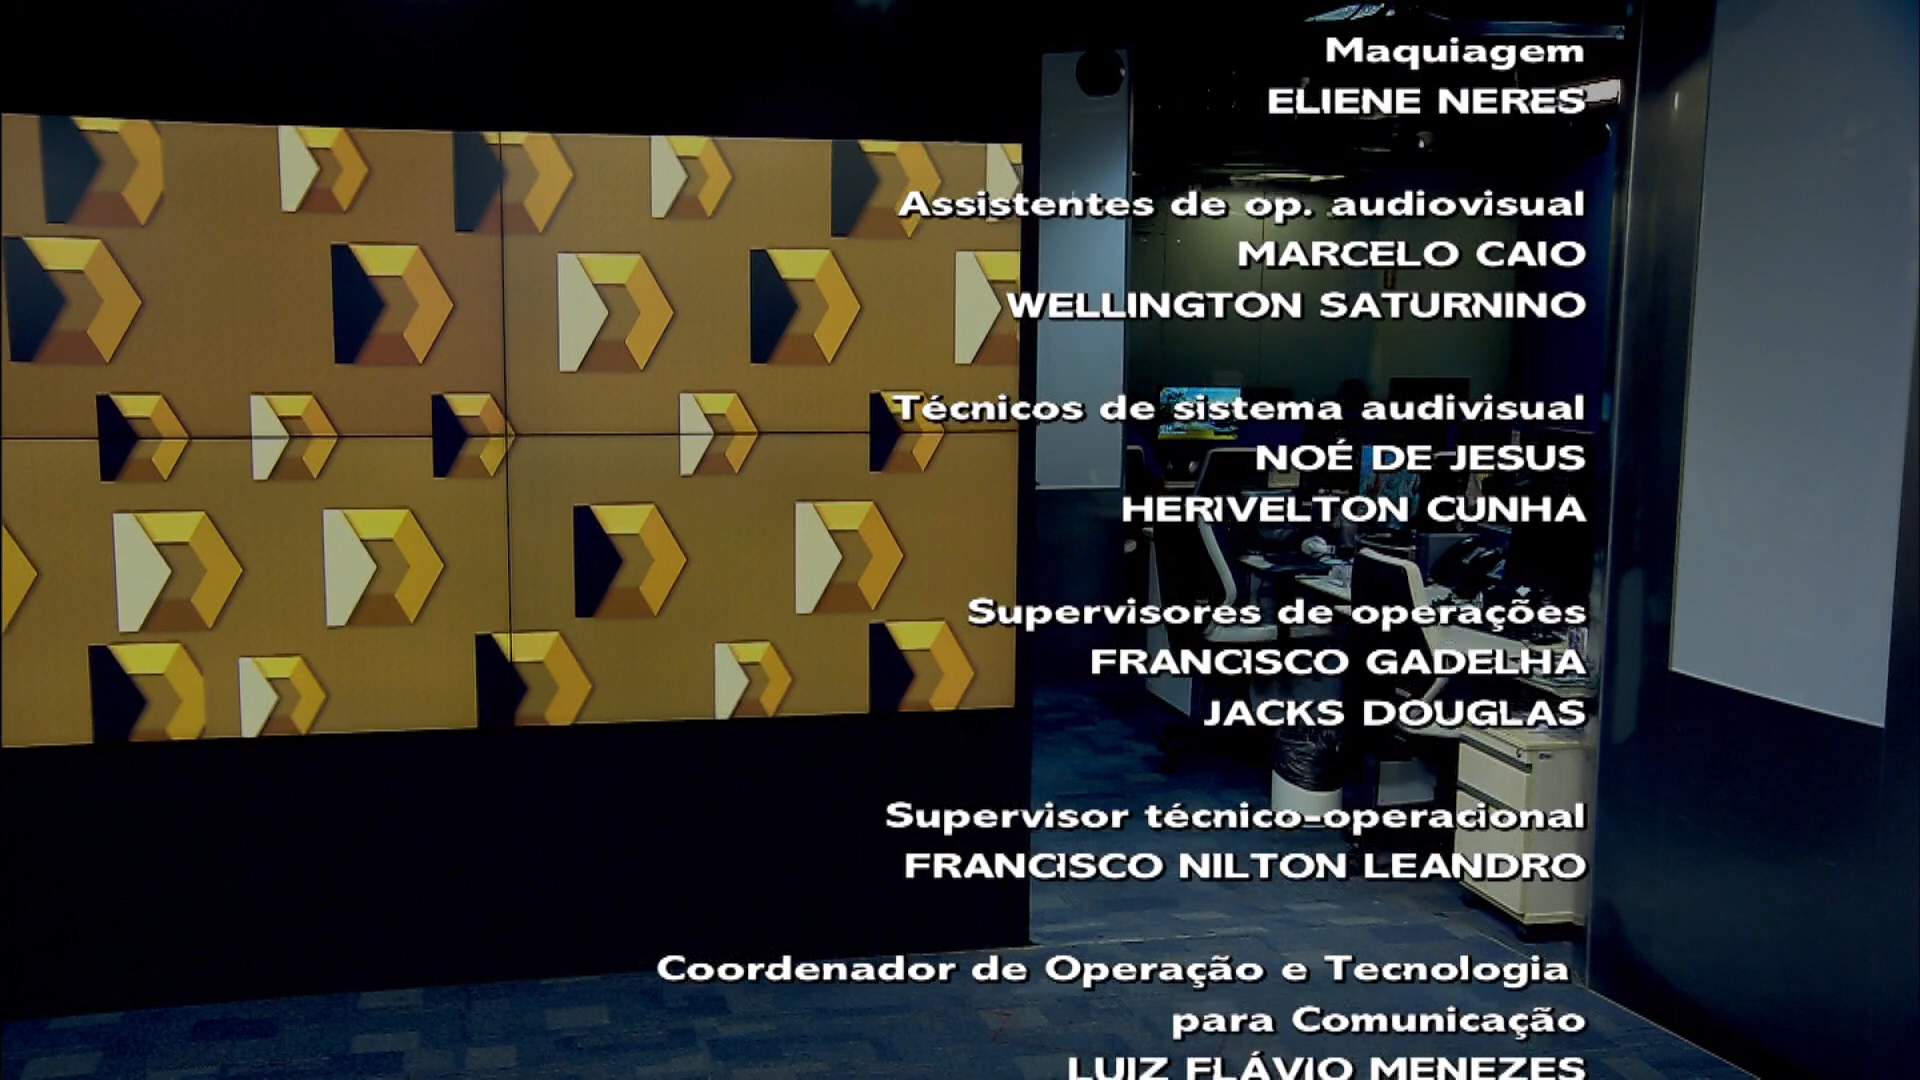 Maquiagem
ELIENE NERES
Assistentes de op. audiovisual
MARCELO CAIO
WELLINGTON SATURNINO
Técnicos de sistema audivisual
NOÉ DE JESUS
HERIVELTON CUNHA
Supervisores de operações
FRANCISCO GADELHA
JACKS DOUGLAS
Supervisor técnico-operacional
FRANCISCO NILTON LEANDRO
Coordenador de Operação e Tecnologia
para Comunicação
LUIZ FLÁVIO MENEZES